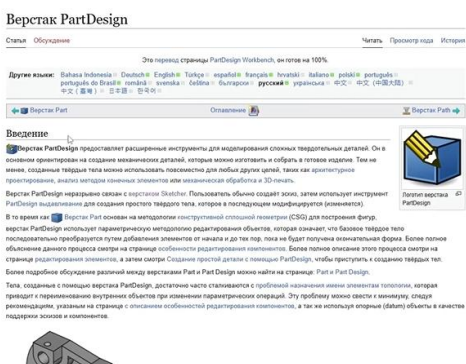 Верстак PartDesign
Статья Обсуждение Читать Просмотр кода История
Это перевод страницы PartDesign Workbench, он готов на 100%.
Другие языки: Bahasa Indonesia Deutsch English Türkçe español français hrvatski italiano polski português
português do Brasil română svenska čeština български русский українська 中文 中文（中国大陆）
中文（臺灣） 日本語 한국어
Верстак Part Оглавление Верстак Path
Введение
Верстак PartDesign предоставляет расширенные инструменты для моделирования сложных твердотельных деталей. Он в
основном ориентирован на создание механических деталей, которые можно изготовить и собрать в готовое изделие. Тем не
менее, созданные твёрдые тела можно использовать повсеместно для любых других целей, таких как архитектурное
проектирование, анализ методом конечных элементов или механическая обработка и 3D-печать.
Логотип верстака
PartDesign
Верстак PartDesign неразрывно связан с верстаком Sketcher. Пользователь обычно создаёт эскиз, затем использует инструмент
PartDesign выдавливание для создания простого твёрдого тела, которое в последующем модифицируется (изменяется).
В то время как Верстак Part основан на методологии конструктивной сплошной геометрии (CSG) для построения фигур,
верстак PartDesign использует параметрическую методологию редактирования объектов, которая означает, что базовое твёрдое тело
последовательно преобразуется путем добавления элементов от начала и до тех пор, пока не будет получена окончательная форма. Более полное
объяснение данного процесса смотри на странице особенности редактирования компонентов. Более полное описание этого процесса смотри на
странице редактирования элементов, а затем смотри Создание простой детали с помощью PartDesign, чтобы приступить к созданию твёрдых тел.
Более подробное обсуждение различий между верстаками Part и Part Design можно найти на странице: Part и Part Design.
Тела, созданные с помощью верстака PartDesign, достаточно часто сталкиваются с проблемой назначения имени элементам топологии, которая
приводит к переименованию внутренних объектов при изменении параметрических операций. Эту проблему можно свести к минимуму, следуя
рекомендациям, указанным на странице с описанием особенностей редактирования компонентов, а так же используя опорные (datum) объекты в качестве
поддержки эскизов и компонентов.